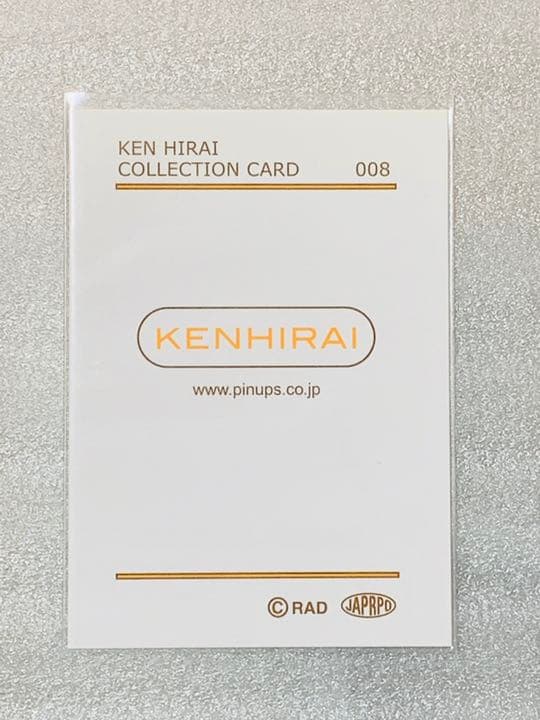 KEN HIRAI
COLLECTION CARD 008
KENHIRAI
www.pinups.co.jp
©RAD JAPRPO